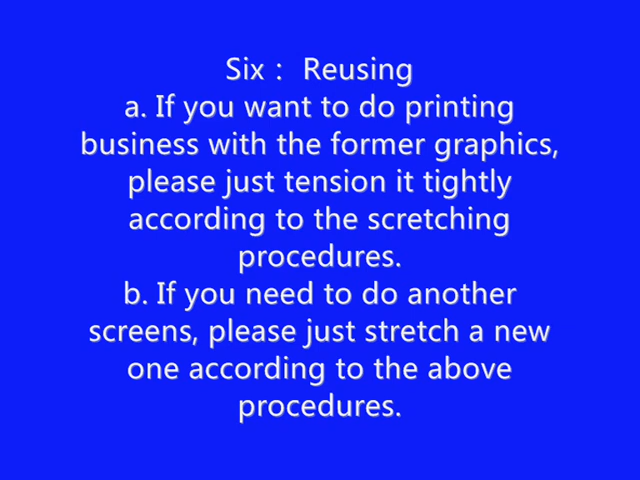 Six： Reusing
a. If you want to do printing
business with the former graphics,
please just tension it tightly
according to the scretching
procedures.
b. If you need to do another
screens, please just stretch a new
one according to the above
procedures.